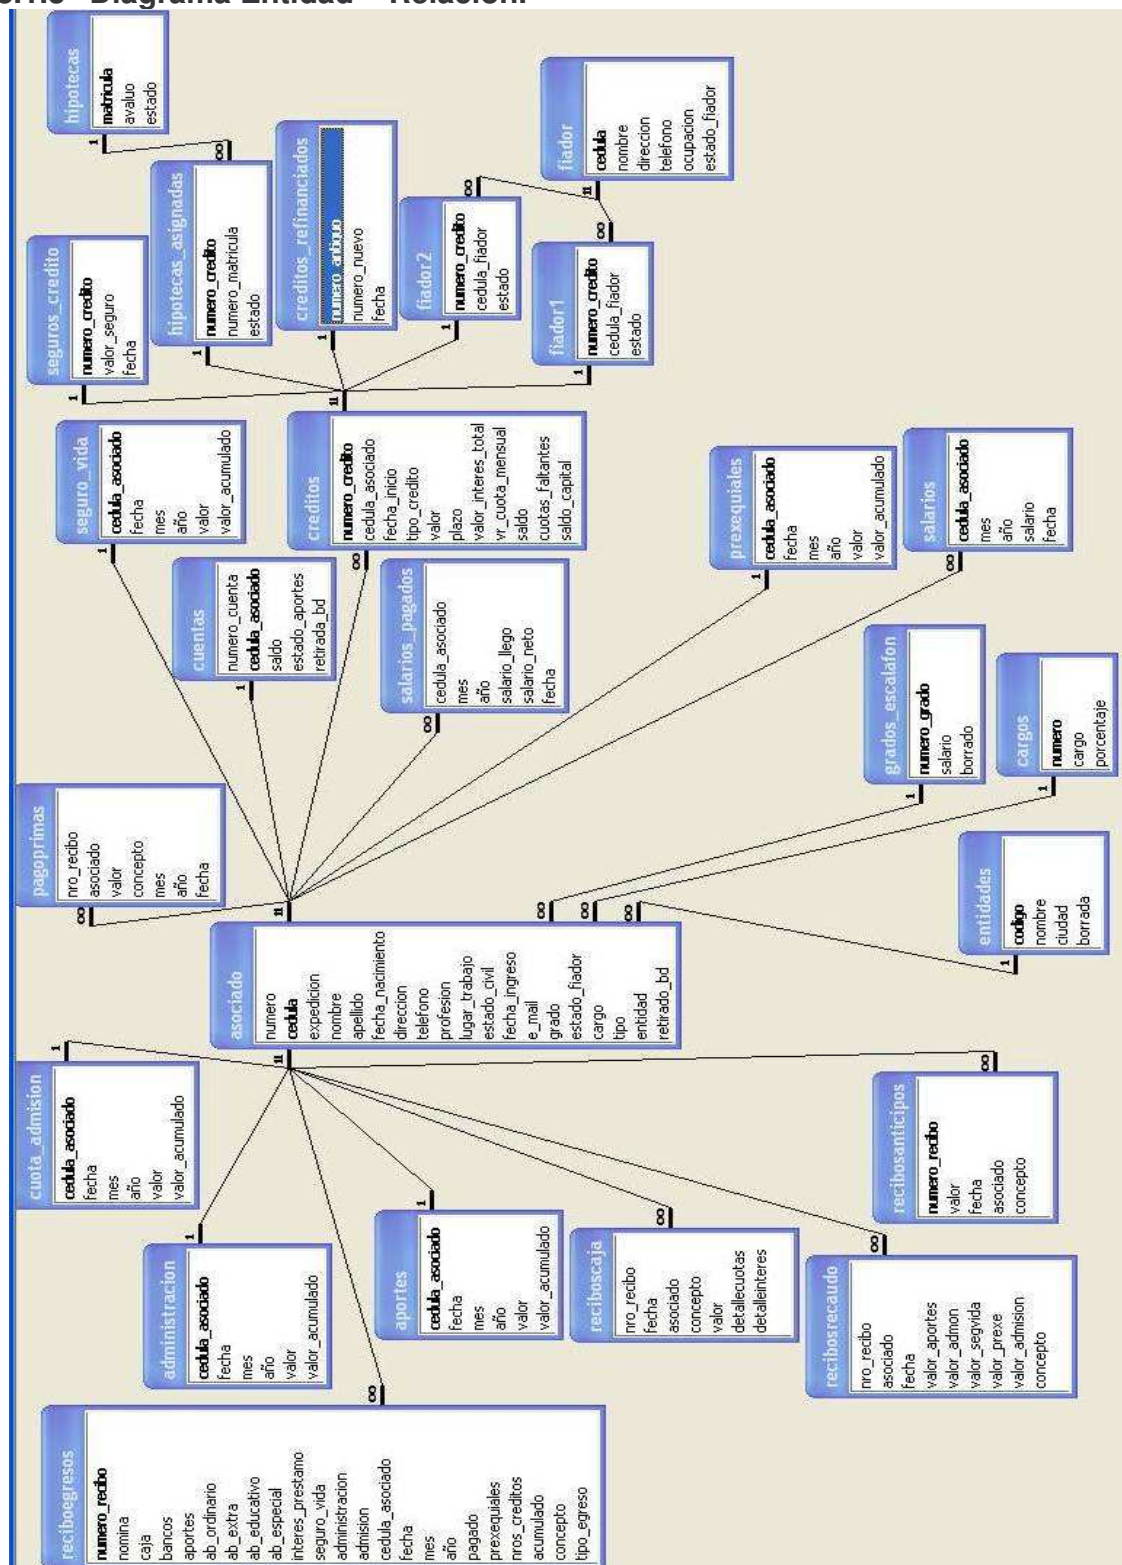 Diagrama Entidad – Relación.
hipotecas
matricula
avaluo
estado
seguros_credito
numero_credito
valor_seguro
fecha
hipotecas_asignadas
numero_credito
numero_matricula
estado
creditos_refinanciados
numero_nuevo
fecha
fiador2
numero_credito
cedula_fiador
estado
fiador
cedula
nombre
direccion
telefono
ocupacion
estado_fiador
fiador1
numero_credito
cedula_fiador
estado
seguro_vida
cedula_asociado
fecha
mes
año
valor
valor_acumulado
cuentas
numero_cuenta
cedula_asociado
saldo
estado_aportes
retirada_bd
creditos
numero_credito
cedula_asociado
fecha_inicio
tipo_credito
valor
plazo
valor_interes_total
vr_cuota_mensual
saldo
cuotas_faltantes
saldo_capital
salarios_pagados
cedula_asociado
mes
año
salario_llego
salario_neto
fecha
prexequiales
cedula_asociado
fecha
mes
año
valor
valor_acumulado
salarios
cedula_asociado
mes
año
salario
fecha
grados_escalafon
numero_grado
salario
borrado
cargos
numero
cargo
porcentaje
entidades
codigo
nombre
ciudad
borrada
pagoprimas
nro_recibo
asociado
valor
concepto
mes
año
fecha
asociado
numero
cedula
expedicion
nombre
apellido
fecha_nacimiento
direccion
telefono
profesion
lugar_trabajo
estado_civil
fecha_ingreso
e_mail
grado
estado_fiador
cargo
tipo
entidad
retirado_bd
cuota_admision
cedula_asociado
fecha
mes
año
valor
valor_acumulado
administracion
cedula_asociado
fecha
mes
año
valor
valor_acumulado
aportes
cedula_asociado
fecha
mes
año
valor
valor_acumulado
reciboscaja
nro_recibo
fecha
asociado
concepto
valor
detallecuotas
detalleinteres
recibosanticipos
numero_recibo
valor
fecha
asociado
concepto
recibosrecaudo
nro_recibo
asociado
fecha
valor_aportes
valor_admon
valor_segvida
valor_prexe
valor_admision
concepto
reciboegresos
numero_recibo
nomina
caja
bancos
aportes
ab_ordinario
ab_extra
ab_educativo
ab_especial
interes_prestamo
seguro_vida
administracion
admision
cedula_asociado
fecha
mes
año
pagado
prexequiales
nros_creditos
acumulado
concepto
tipo_egreso